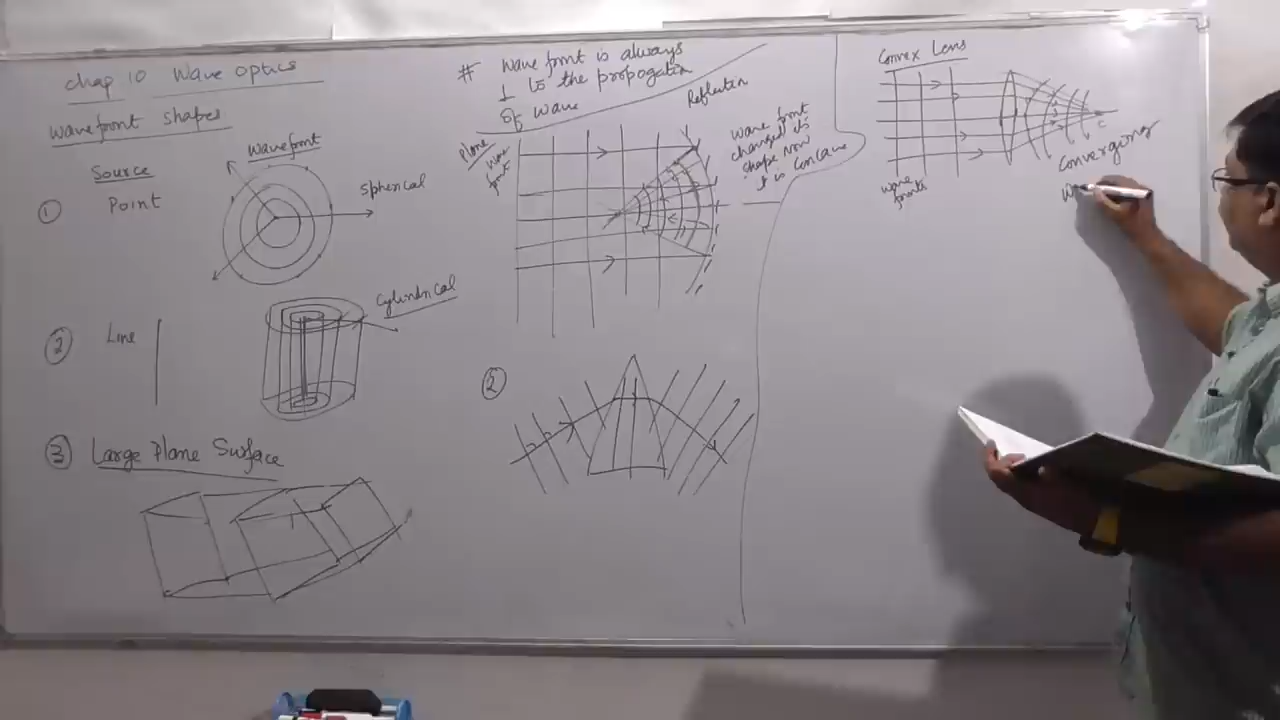 chap 10 Wave Optics
Wavefront shapes
Source
Wavefront
① Point
Spherical
② Line
Cylindrical
③ Large Plane Surface
# Wave front is always
⊥ to the propogation
of wave
Reflection
Plane
Wave
front
Wave front
changed its
shape now
it is concave
②
Convex Lens
wave
fronts
C
Converging
W